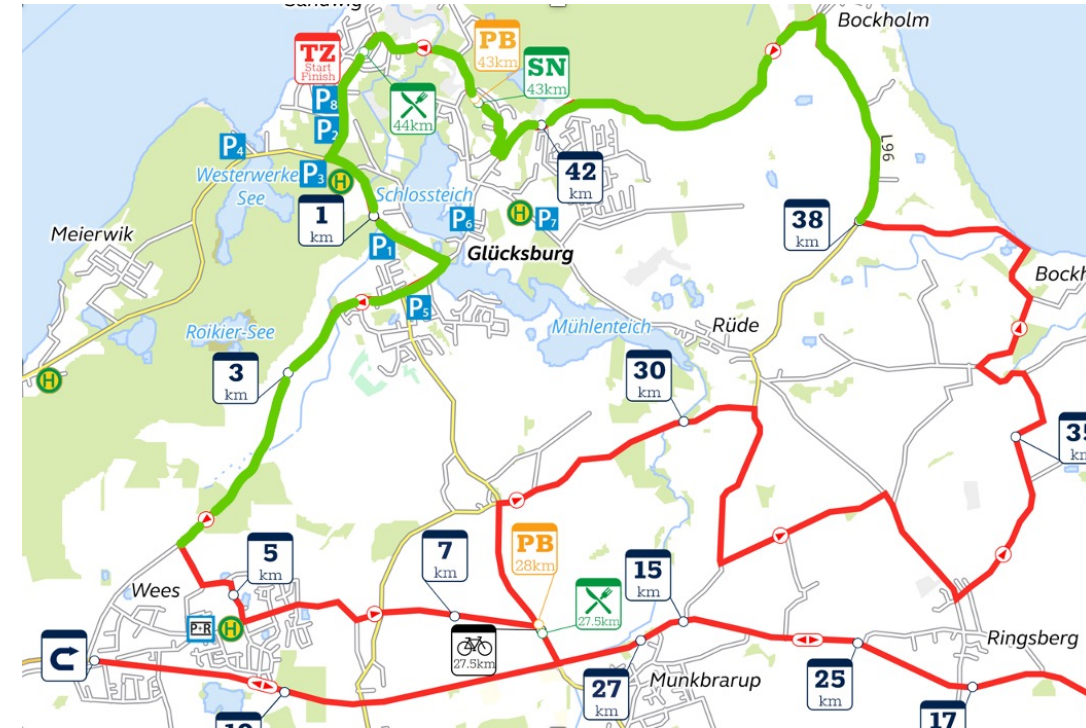 Sandwig
Bockholm
TZ
Start
Finish
PB
43km
SN
43km
P8
P2
44km
P4
L96
Westerwerker
See
P3
H
42
km
Schlossteich
1
km
P6
H
P7
38
km
Meierwik
P1
Glücksburg
P5
Mühlenteich
Rüde
Roikier-See
3
km
H
30
km
35
km
PB
28km
7
km
5
km
15
km
Wees
27.5km
P+R
H
27.5km
Ringsberg
Munkbrarup
27
km
25
km
17